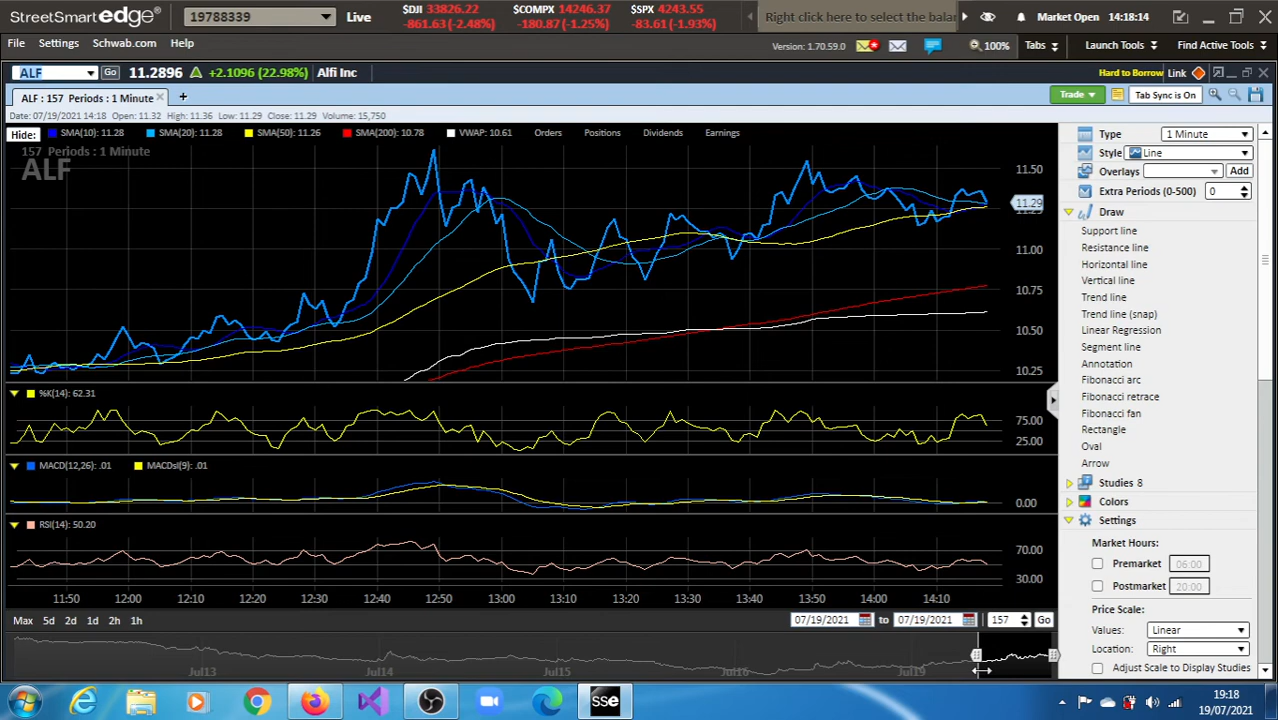 StreetSmart edge
19788339
Live
$DJI 33826.22
-861.63 (-2.48%)
$COMPX 14246.37
-180.87 (-1.25%)
$SPX 4243.55
-83.61 (-1.93%)
Right click here to select the balan
Market Open 14:18:14
File Settings Schwab.com Help
Version: 1.70.59.0
100%
Tabs
Launch Tools
Find Active Tools
ALF Go 11.2896 +2.1096 (22.98%) Alfi Inc
Hard to Borrow Link
ALF : 157 Periods : 1 Minute
Trade
Tab Sync is On
Date: 07/19/2021 14:18 Open: 11.32 High: 11.36 Low: 11.29 Close: 11.29 Volume: 15,750
Hide: SMA(10): 11.28 SMA(20): 11.28 SMA(50): 11.26 SMA(200): 10.78 VWAP: 10.61 Orders Positions Dividends Earnings
157 Periods : 1 Minute
ALF
11.50
11.29
11.25
11.00
10.75
10.50
10.25
%K(14): 62.31
75.00
25.00
MACD(12,26): .01 MACDsl(9): .01
0.00
RSI(14): 50.20
70.00
30.00
11:50 12:00 12:10 12:20 12:30 12:40 12:50 13:00 13:10 13:20 13:30 13:40 13:50 14:00 14:10
Max 5d 2d 1d 2h 1h
07/19/2021 to 07/19/2021 157 Go
Jul13 Jul14 Jul16 Jul19
Type 1 Minute
Style Line
Overlays Add
Extra Periods (0-500) 0
Draw
Support line
Resistance line
Horizontal line
Vertical line
Trend line
Trend line (snap)
Linear Regression
Segment line
Annotation
Fibonacci arc
Fibonacci retrace
Fibonacci fan
Rectangle
Oval
Arrow
Studies 8
Colors
Settings
Market Hours:
Premarket 06:00
Postmarket 20:00
Price Scale:
Values: Linear
Location: Right
Adjust Scale to Display Studies
SSE
19:18
19/07/2021